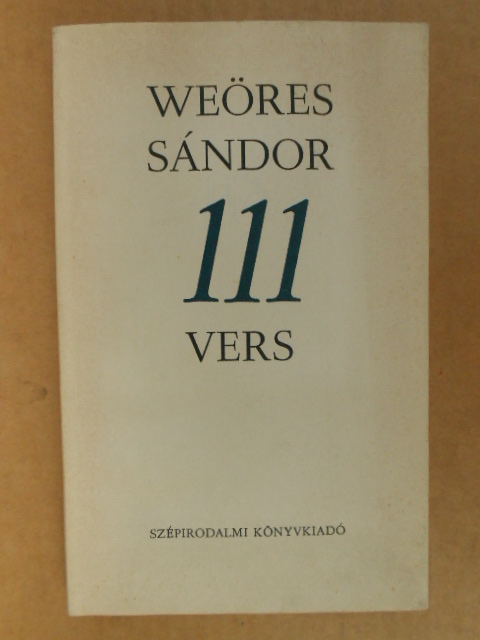 WEÖRES
SÁNDOR
111
VERS
SZÉPIRODALMI KÖNYVKIADÓ